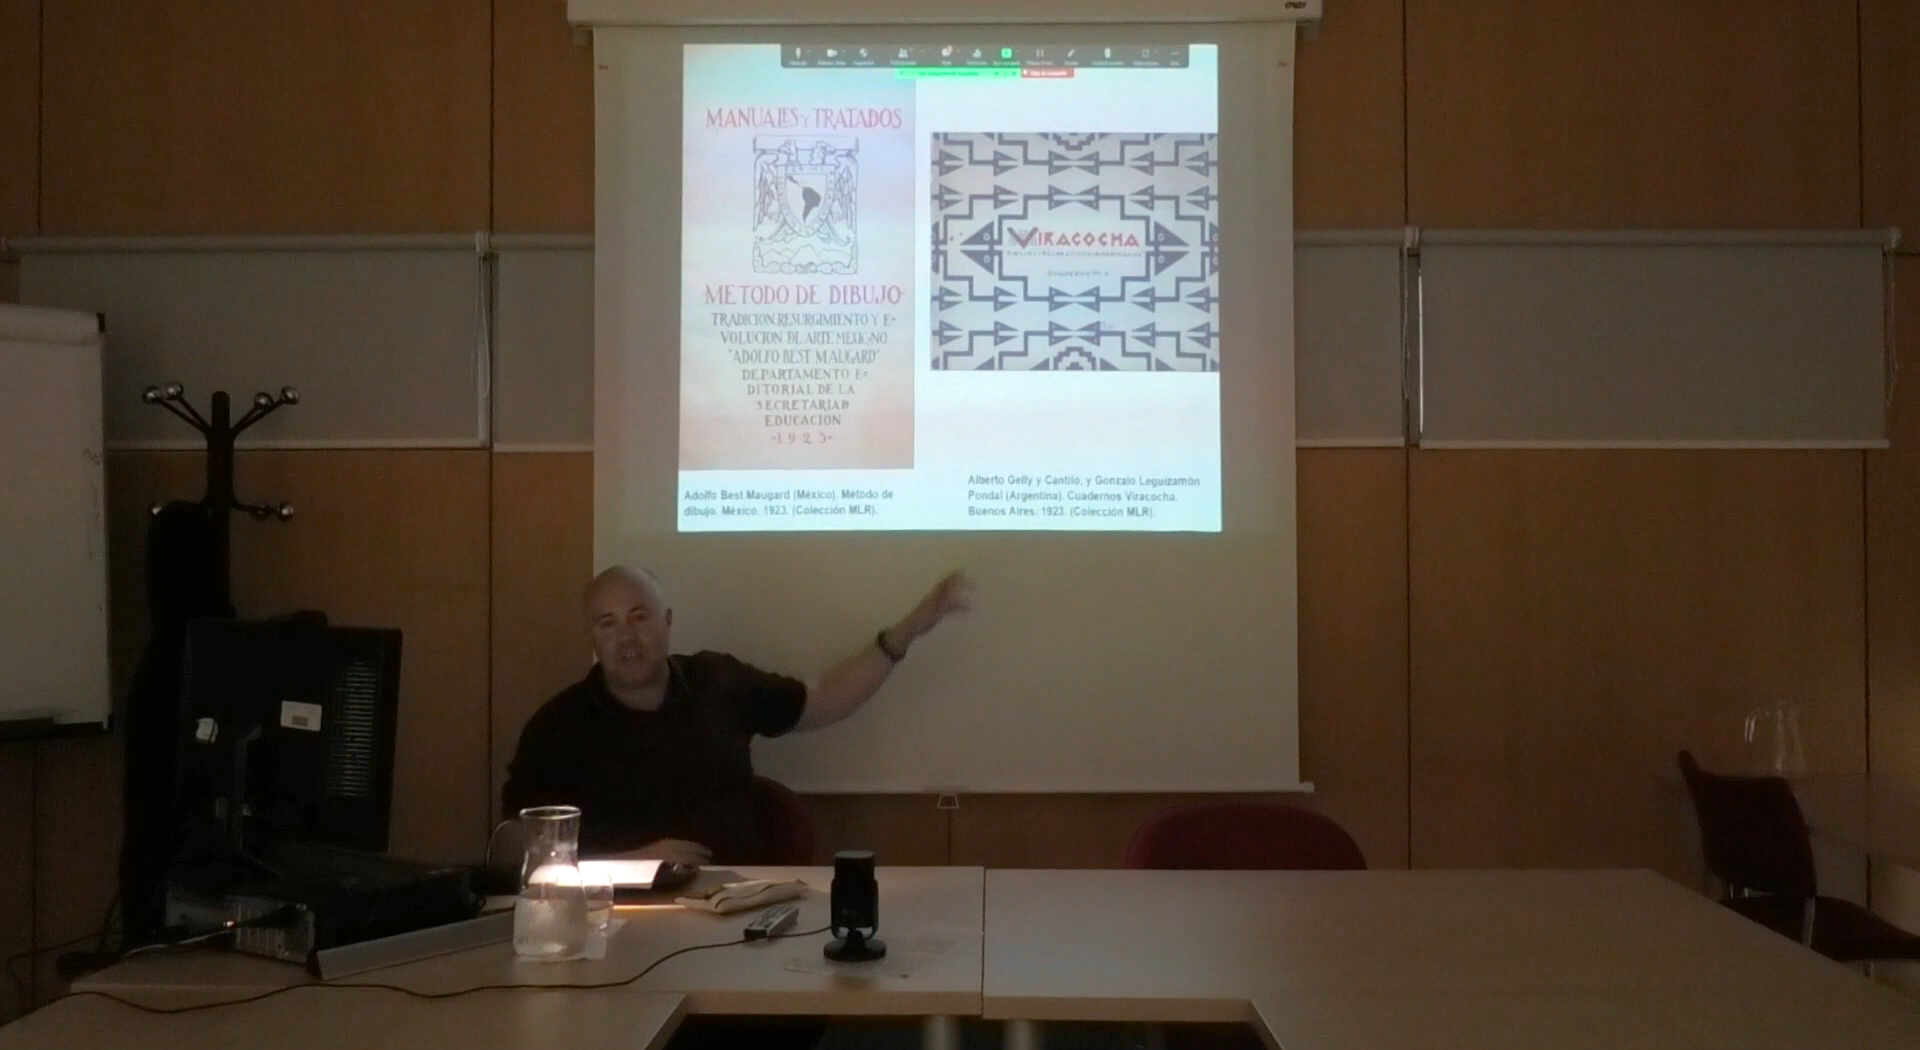 MANUALES Y TRATADOS
METODO DE DIBUJO
TRADICION, RESURGIMIENTO Y E=
VOLUCION DEL ARTE MEXICANO
"ADOLFO BEST MAUGARD"
DEPARTAMENTO E=
DITORIAL DE LA
SECRETARIA D
EDUCACION
-1923-
Adolfo Best Maugard (México). Método de
dibujo. México. 1923. (Colección MLR).
VIRACOCHA
Alberto Gelly y Cantilo, y Gonzalo Leguizamón
Pondal (Argentina). Cuadernos Viracocha.
Buenos Aires. 1923. (Colección MLR).